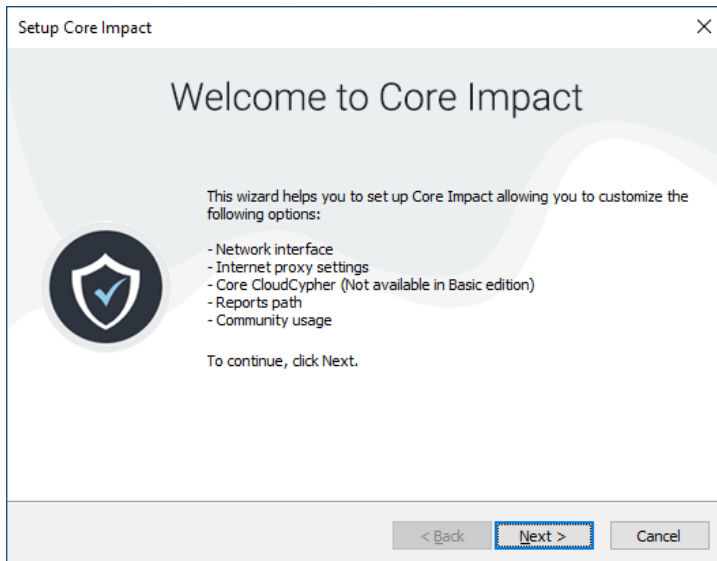 Setup Core Impact
Welcome to Core Impact
This wizard helps you to set up Core Impact allowing you to customize the
following options:
- Network interface
- Internet proxy settings
- Core CloudCypher (Not available in Basic edition)
- Reports path
- Community usage
To continue, click Next.
< Back Next > Cancel